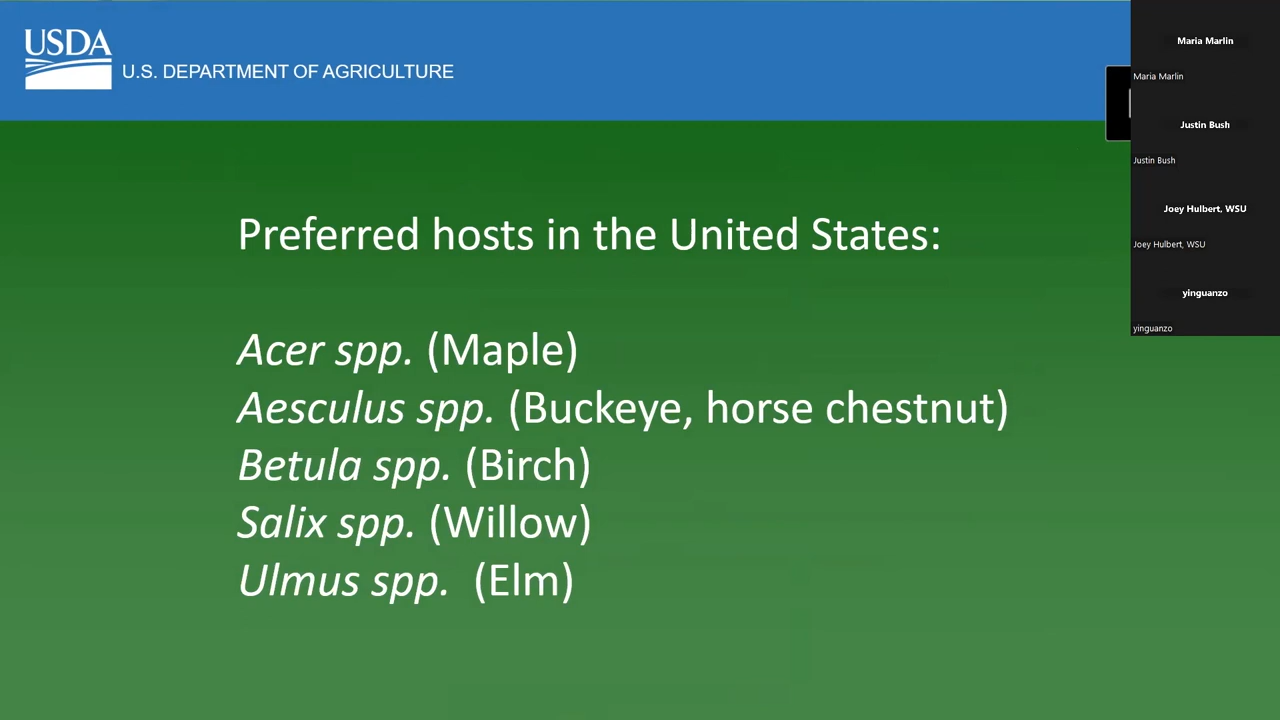 USDA
U.S. DEPARTMENT OF AGRICULTURE
Preferred hosts in the United States:
Acer spp. (Maple)
Aesculus spp. (Buckeye, horse chestnut)
Betula spp. (Birch)
Salix spp. (Willow)
Ulmus spp. (Elm)
Maria Marlin
Maria Marlin
Justin Bush
Justin Bush
Joey Hulbert, WSU
Joey Hulbert, WSU
yinguanzo
yinguanzo